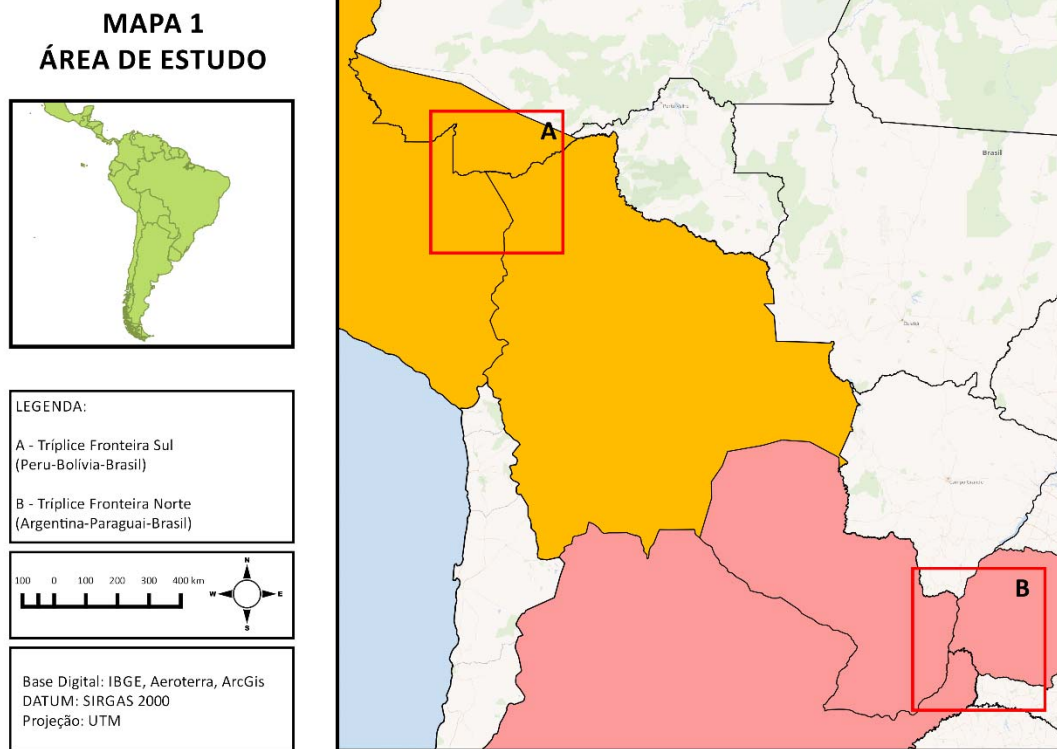 MAPA 1
ÁREA DE ESTUDO
LEGENDA:
A - Tríplice Fronteira Sul
(Peru-Bolívia-Brasil)
B - Tríplice Fronteira Norte
(Argentina-Paraguai-Brasil)
100 0 100 200 300 400 km
N
W E
S
Base Digital: IBGE, Aeroterra, ArcGis
DATUM: SIRGAS 2000
Projeção: UTM
A
Brasil
B